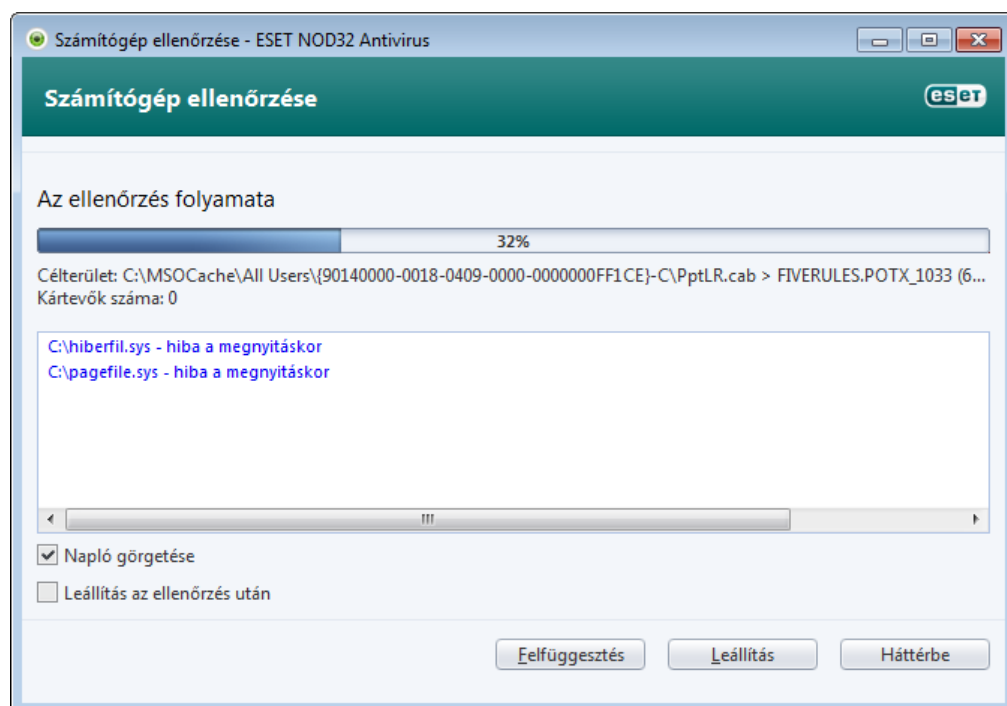 Számítógép ellenőrzése - ESET NOD32 Antivirus
Számítógép ellenőrzése
eset
Az ellenőrzés folyamata
32%
Célterület: C:\MSOCache\All Users\{90140000-0018-0409-0000-0000000FF1CE}-C\PptLR.cab > FIVERULES.POTX_1033 (6...
Kártevők száma: 0
C:\hiberfil.sys - hiba a megnyitáskor
C:\pagefile.sys - hiba a megnyitáskor
Napló görgetése
Leállítás az ellenőrzés után
Felfüggesztés Leállítás Háttérbe